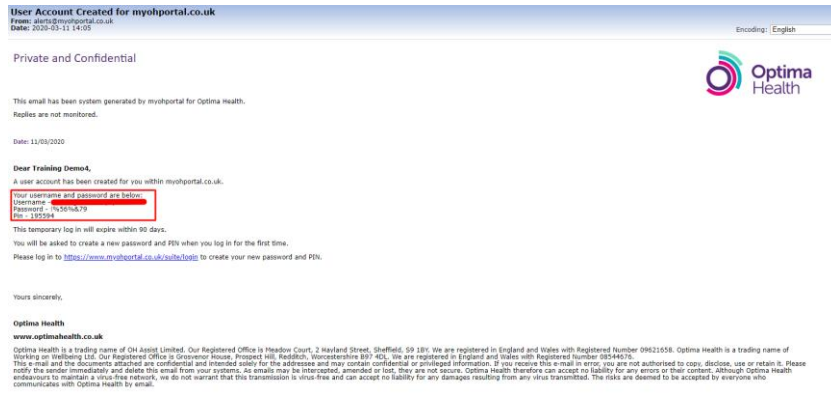 User Account Created for myohportal.co.uk
From: alerts@myohportal.co.uk
Date: 2020-03-11 14:05
Encoding: English
Private and Confidential
Optima
Health
This email has been system generated by myohportal for Optima Health.
Replies are not monitored.
Date: 11/03/2020
Dear Training Demo4,
A user account has been created for you within myohportal.co.uk.
Your username and password are below:
Username -
Password - !%56%&79
Pin - 195594
This temporary log in will expire within 90 days.
You will be asked to create a new password and PIN when you log in for the first time.
Please log in to https://www.myohportal.co.uk/suite/login to create your new password and PIN.
Yours sincerely,
Optima Health
www.optimahealth.co.uk
Optima Health is a trading name of OH Assist Limited. Our Registered Office is Meadow Court, 2 Hayland Street, Sheffield, S9 1BY. We are registered in England and Wales with Registered Number 09621658. Optima Health is a trading name of
Working on Wellbeing Ltd. Our Registered Office is Grosvenor House, Prospect Hill, Redditch, Worcestershire B97 4DL. We are registered in England and Wales with Registered Number 08544676.
This e-mail and the documents attached are confidential and intended solely for the addressee and may contain confidential or privileged information. If you receive this e-mail in error, you are not authorised to copy, disclose, use or retain it. Please
notify the sender immediately and delete this email from your systems. As emails may be intercepted, amended or lost, they are not secure. Optima Health therefore can accept no liability for any errors or their content. Although Optima Health
endeavours to maintain a virus-free network, we do not warrant that this transmission is virus-free and can accept no liability for any damages resulting from any virus transmitted. The risks are deemed to be accepted by everyone who
communicates with Optima Health by email.